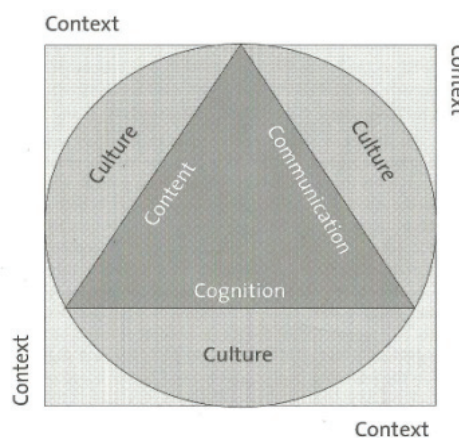 Context
Context
Culture
Culture
Content
Communication
Cognition
Culture
Context
Context